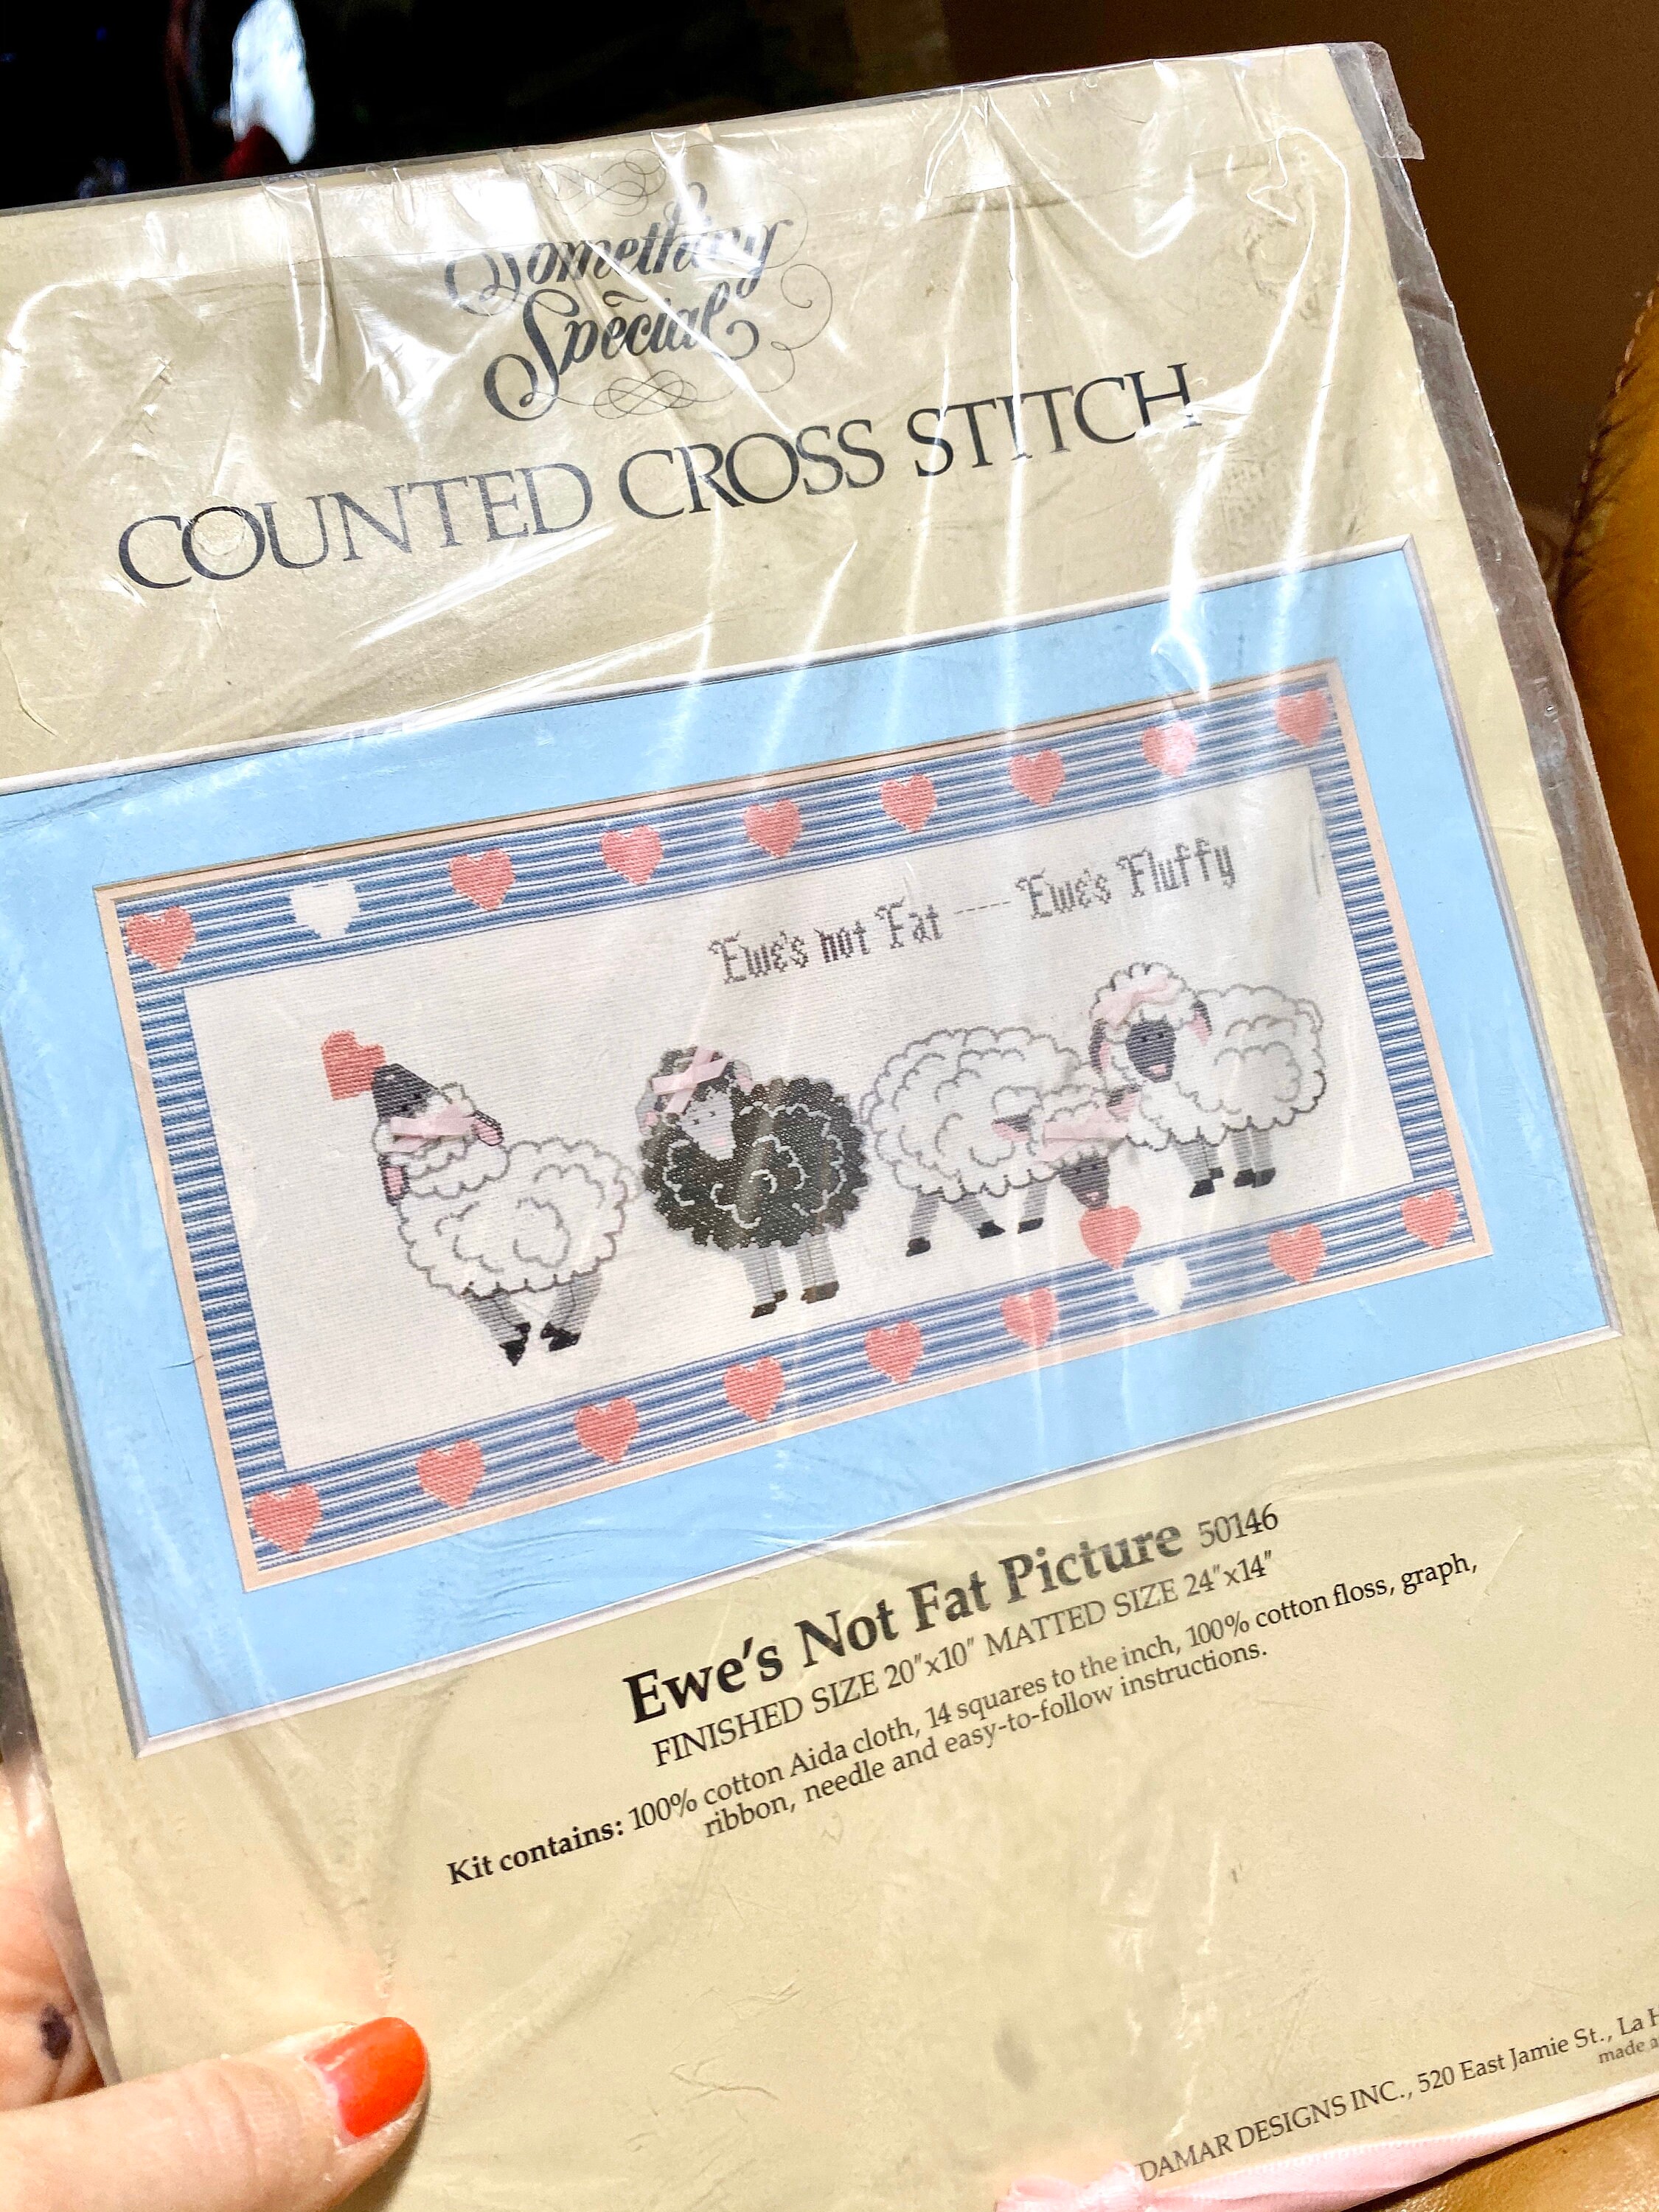 Something
Special
COUNTED CROSS STITCH
Ewe's not Fat ----- Ewe's Fluffy
Ewe's Not Fat Picture 50146
FINISHED SIZE 20"x10" MATTED SIZE 24"x14"
Kit contains: 100% cotton Aida cloth, 14 squares to the inch, 100% cotton floss, graph,
ribbon, needle and easy-to-follow instructions.
DAMAR DESIGNS INC., 520 East Jamie St., La H
made a